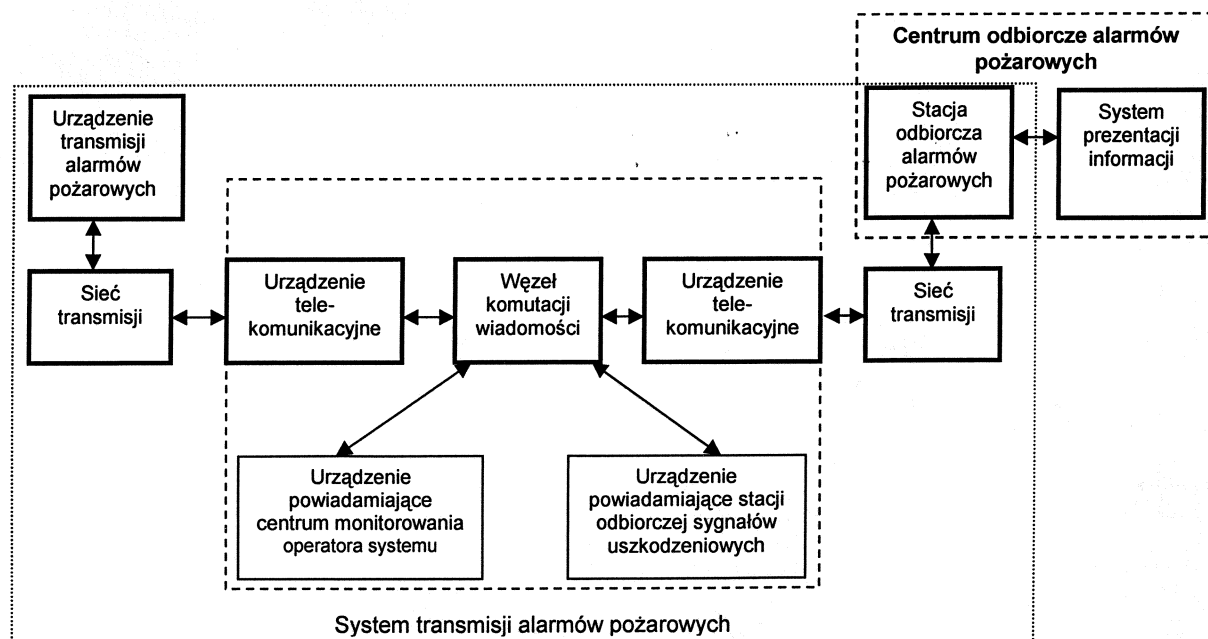 Centrum odbiorcze alarmów
pożarowych
Urządzenie
transmisji
alarmów
pożarowych
Stacja
odbiorcza
alarmów
pożarowych
System
prezentacji
informacji
Sieć
transmisji
Urządzenie
tele-
komunikacyjne
Węzeł
komutacji
wiadomości
Urządzenie
tele-
komunikacyjne
Sieć
transmisji
Urządzenie
powiadamiające
centrum monitorowania
operatora systemu
Urządzenie
powiadamiające stacji
odbiorczej sygnałów
uszkodzeniowych
System transmisji alarmów pożarowych